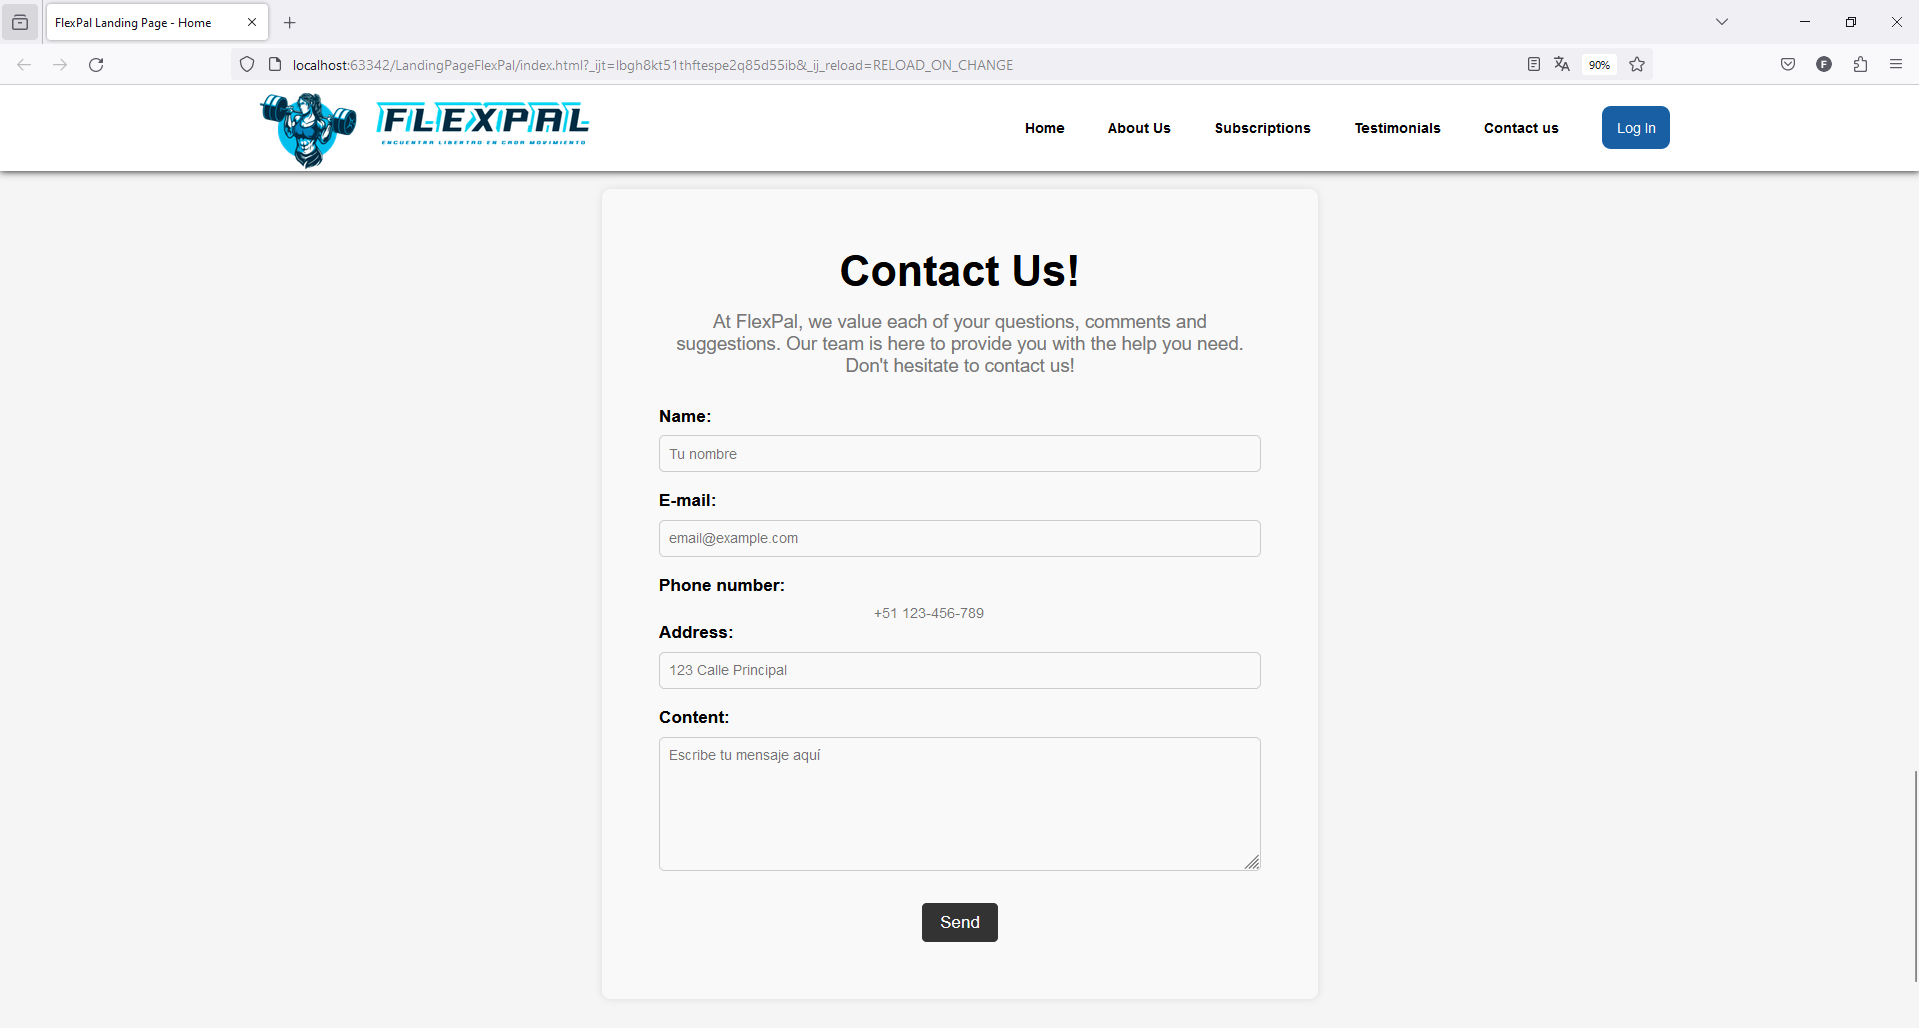 FlexPal Landing Page - Home
localhost:63342/LandingPageFlexPal/index.html?_ijt=lbgh8kt51thftespe2q85d55ib&_ij_reload=RELOAD_ON_CHANGE
90%
F
FLEXPAL
ENCUENTRA LIBERTAD EN CADA MOVIMIENTO
Home
About Us
Subscriptions
Testimonials
Contact us
Log In
Contact Us!
At FlexPal, we value each of your questions, comments and
suggestions. Our team is here to provide you with the help you need.
Don't hesitate to contact us!
Name:
Tu nombre
E-mail:
email@example.com
Phone number:
+51 123-456-789
Address:
123 Calle Principal
Content:
Escribe tu mensaje aquí
Send